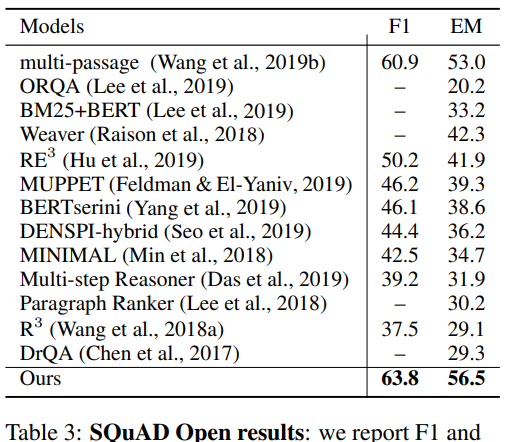 Models F1 EM
multi-passage (Wang et al., 2019b) 60.9 53.0
ORQA (Lee et al., 2019) – 20.2
BM25+BERT (Lee et al., 2019) – 33.2
Weaver (Raison et al., 2018) – 42.3
RE³ (Hu et al., 2019) 50.2 41.9
MUPPET (Feldman & El-Yaniv, 2019) 46.2 39.3
BERTserini (Yang et al., 2019) 46.1 38.6
DENSPI-hybrid (Seo et al., 2019) 44.4 36.2
MINIMAL (Min et al., 2018) 42.5 34.7
Multi-step Reasoner (Das et al., 2019) 39.2 31.9
Paragraph Ranker (Lee et al., 2018) – 30.2
R³ (Wang et al., 2018a) 37.5 29.1
DrQA (Chen et al., 2017) – 29.3
Ours 63.8 56.5
Table 3: SQuAD Open results: we report F1 and